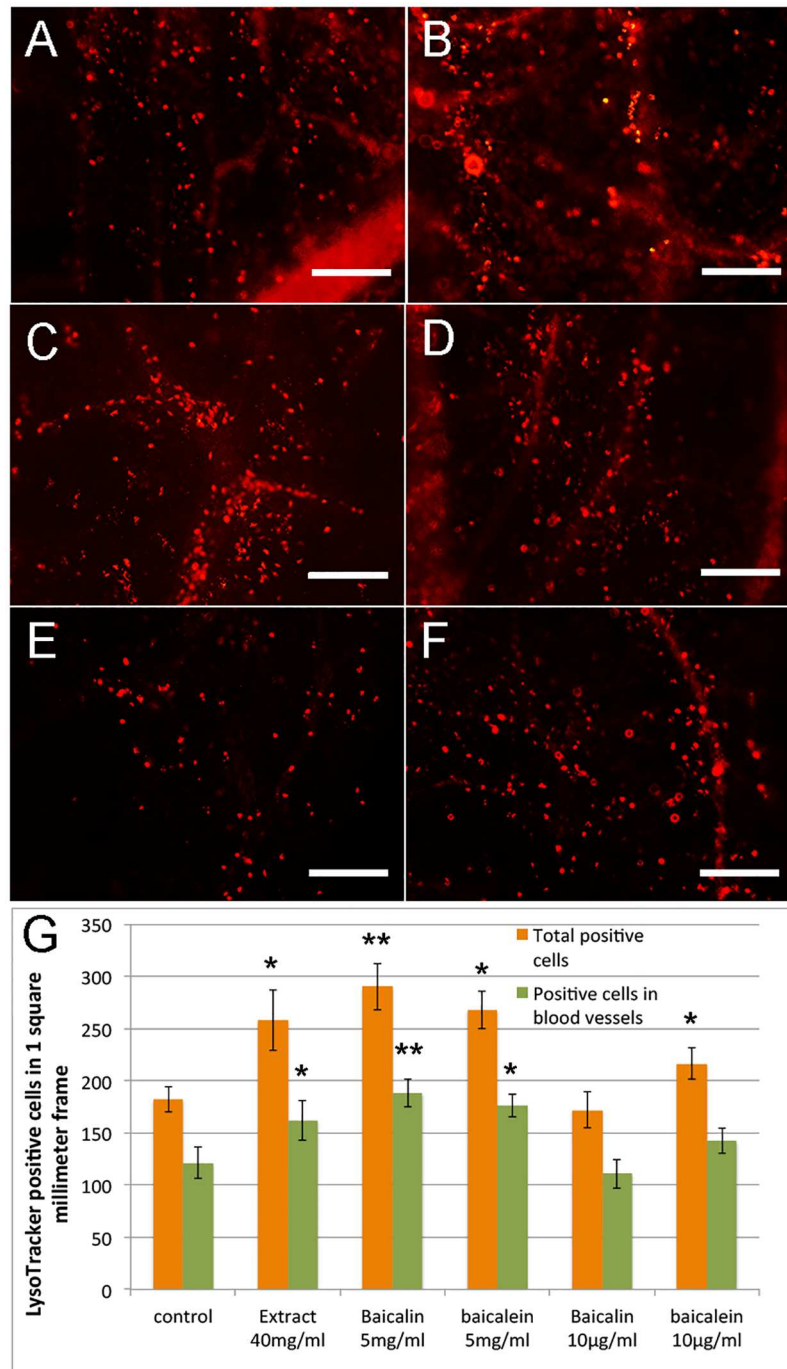 A
B
C
D
E
F
G
LysoTracker positive cells in 1 square
millimeter frame
350
300
250
200
150
100
50
0
Total positive
cells
Positive cells in
blood vessels
*
*
**
**
*
*
*
control
Extract
40mg/ml
Baicalin
5mg/ml
baicalein
5mg/ml
Baicalin
10µg/ml
baicalein
10µg/ml